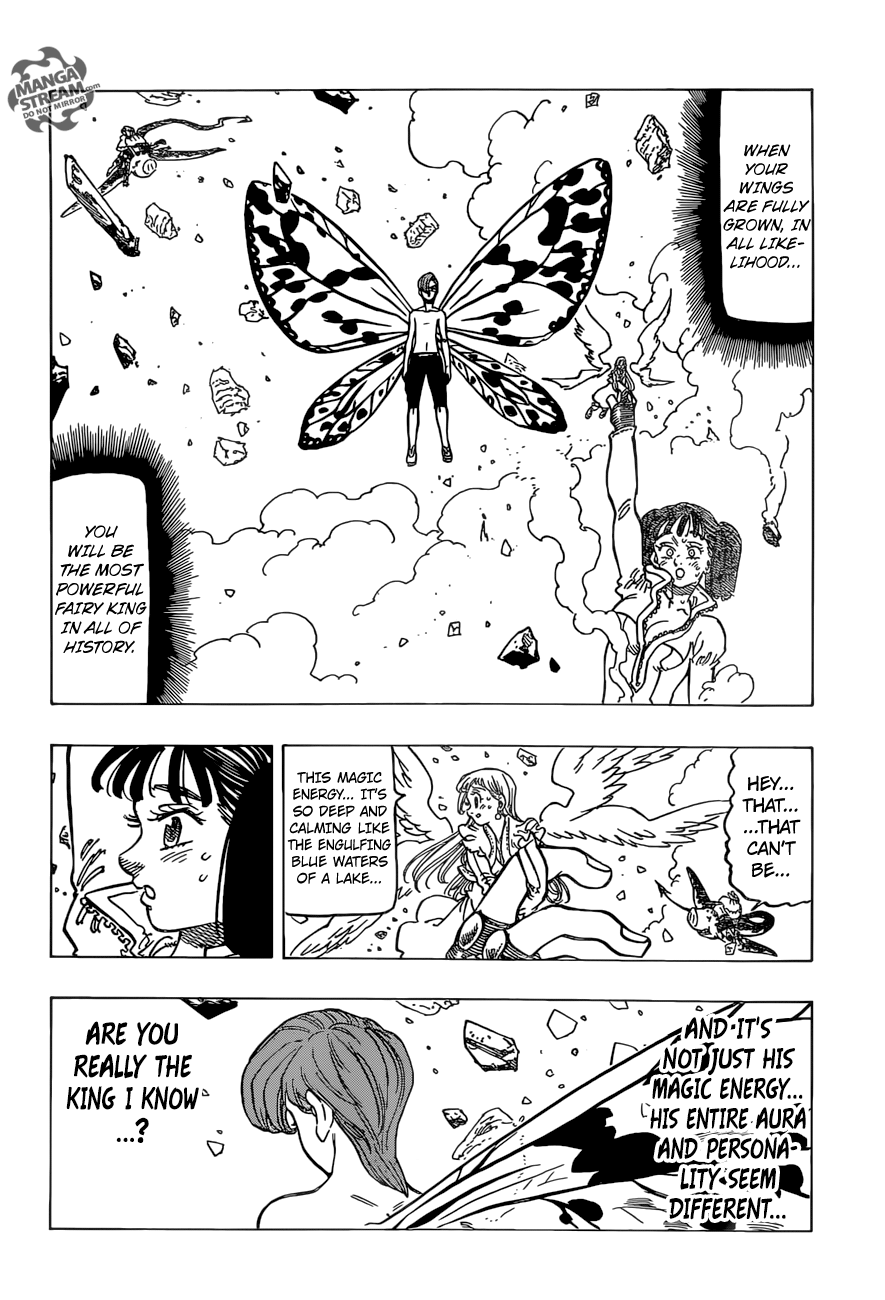 MANGA
STREAM.com
DO NOT MIRROR
WHEN
YOUR
WINGS
ARE FULLY
GROWN, IN
ALL LIKE-
LIHOOD...
YOU
WILL BE
THE MOST
POWERFUL
FAIRY KING
IN ALL OF
HISTORY.
HEY...
THAT...
...THAT
CAN'T
BE...
THIS MAGIC
ENERGY... IT'S
SO DEEP AND
CALMING LIKE
THE ENGULFING
BLUE WATERS
OF A LAKE...
AND IT'S
NOT JUST HIS
MAGIC ENERGY...
HIS ENTIRE AURA
AND PERSONA-
LITY SEEM
DIFFERENT...
ARE YOU
REALLY THE
KING I KNOW
...?